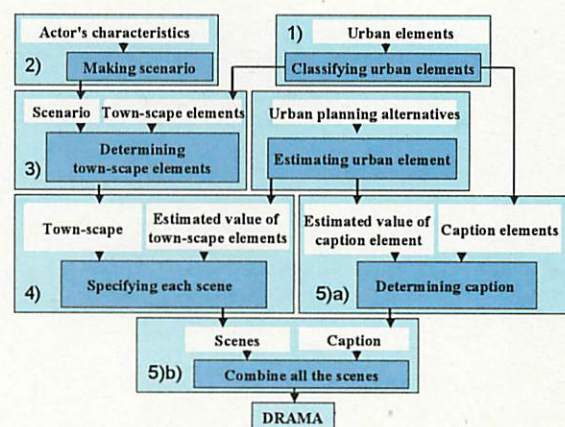 Actor's characteristics
2)
Making scenario
1)
Urban elements
Classifying urban elements
Scenario
Town-scape elements
3)
Determining
town-scape elements
Urban planning alternatives
Estimating urban element
Town-scape
Estimated value of
town-scape elements
4)
Specifying each scene
Estimated value of
caption element
Caption elements
5)a)
Determining caption
Scenes
Caption
5)b)
Combine all the scenes
DRAMA